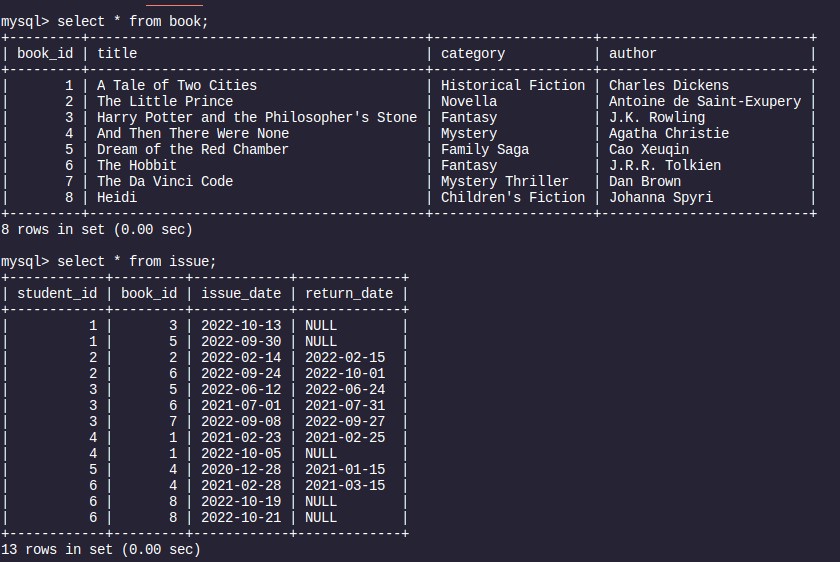 mysql> select * from book;
+---------+------------------------------------------+--------------------+--------------------------+
| book_id | title                                    | category           | author                   |
+---------+------------------------------------------+--------------------+--------------------------+
|       1 | A Tale of Two Cities                     | Historical Fiction | Charles Dickens          |
|       2 | The Little Prince                        | Novella            | Antoine de Saint-Exupery |
|       3 | Harry Potter and the Philosopher's Stone | Fantasy            | J.K. Rowling             |
|       4 | And Then There Were None                 | Mystery            | Agatha Christie          |
|       5 | Dream of the Red Chamber                 | Family Saga        | Cao Xeuqin               |
|       6 | The Hobbit                               | Fantasy            | J.R.R. Tolkien           |
|       7 | The Da Vinci Code                        | Mystery Thriller   | Dan Brown                |
|       8 | Heidi                                    | Children's Fiction | Johanna Spyri            |
+---------+------------------------------------------+--------------------+--------------------------+
8 rows in set (0.00 sec)
mysql> select * from issue;
+------------+---------+------------+-------------+
| student_id | book_id | issue_date | return_date |
+------------+---------+------------+-------------+
|          1 |       3 | 2022-10-13 | NULL        |
|          1 |       5 | 2022-09-30 | NULL        |
|          2 |       2 | 2022-02-14 | 2022-02-15  |
|          2 |       6 | 2022-09-24 | 2022-10-01  |
|          3 |       5 | 2022-06-12 | 2022-06-24  |
|          3 |       6 | 2021-07-01 | 2021-07-31  |
|          3 |       7 | 2022-09-08 | 2022-09-27  |
|          4 |       1 | 2021-02-23 | 2021-02-25  |
|          4 |       1 | 2022-10-05 | NULL        |
|          5 |       4 | 2020-12-28 | 2021-01-15  |
|          6 |       4 | 2021-02-28 | 2021-03-15  |
|          6 |       8 | 2022-10-19 | NULL        |
|          6 |       8 | 2022-10-21 | NULL        |
+------------+---------+------------+-------------+
13 rows in set (0.00 sec)